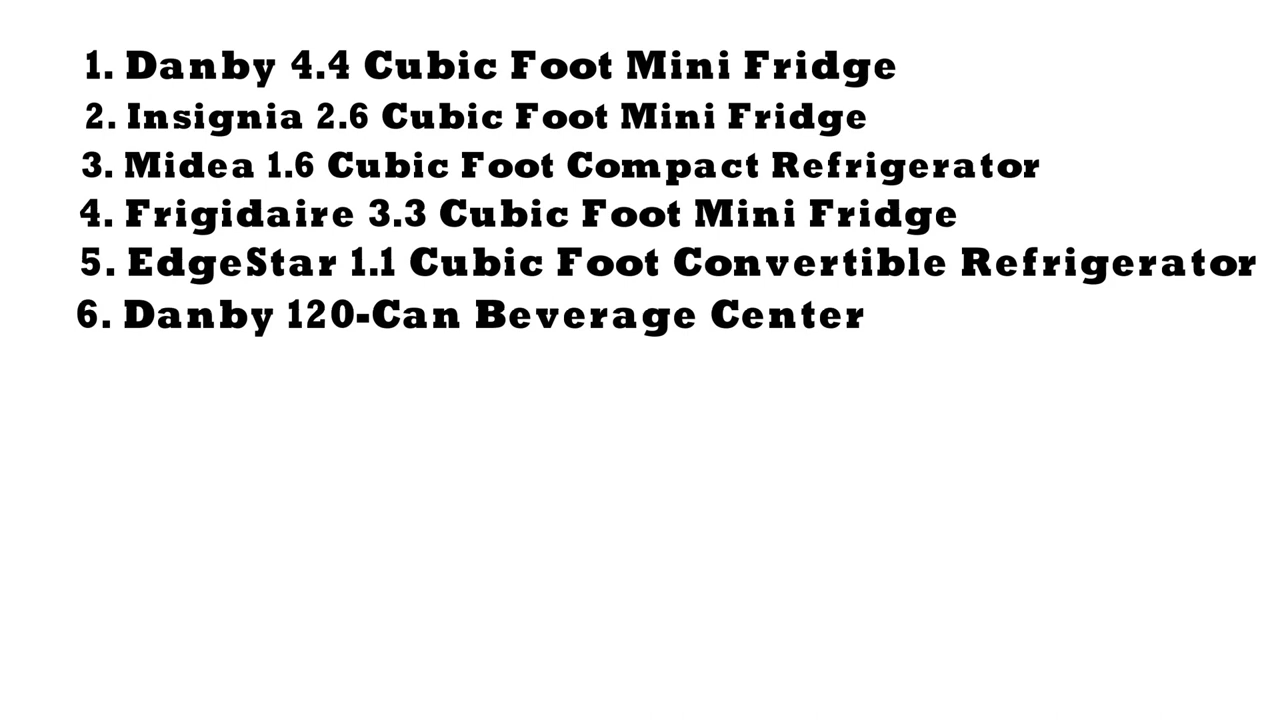 1. Danby 4.4 Cubic Foot Mini Fridge
2. Insignia 2.6 Cubic Foot Mini Fridge
3. Midea 1.6 Cubic Foot Compact Refrigerator
4. Frigidaire 3.3 Cubic Foot Mini Fridge
5. EdgeStar 1.1 Cubic Foot Convertible Refrigerator
6. Danby 120-Can Beverage Center